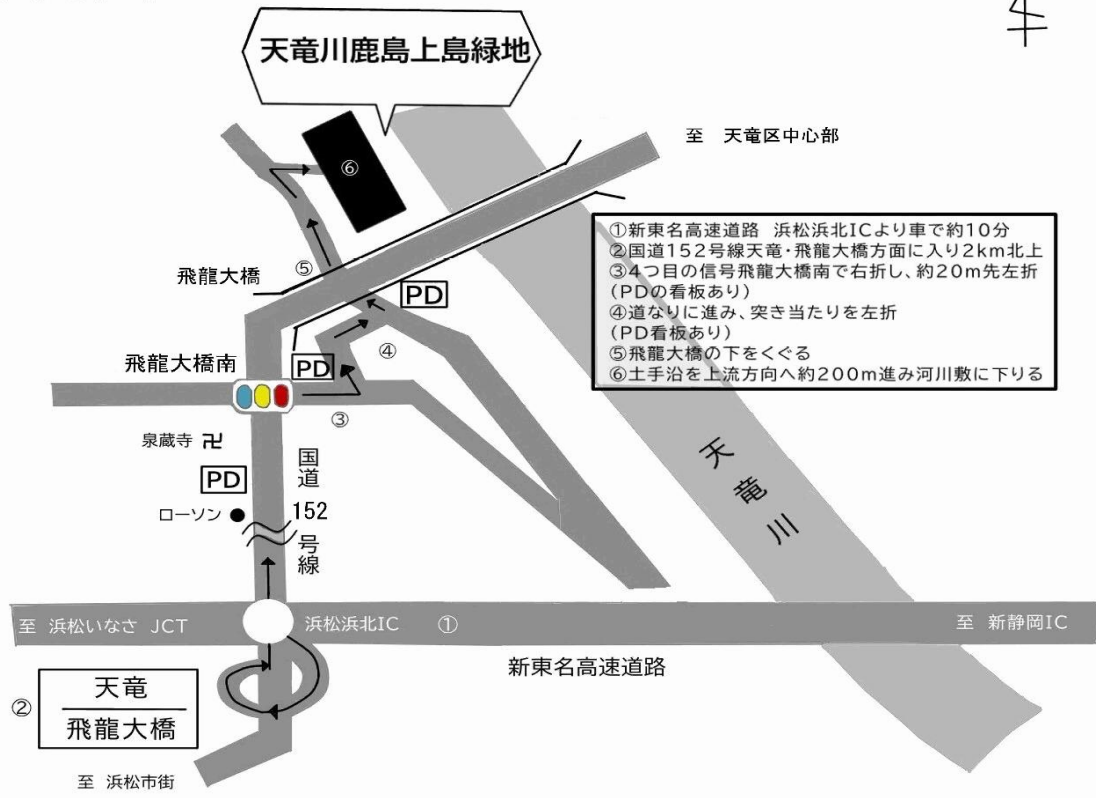 天竜川鹿島上島緑地
⑥
至 天竜区中心部
①新東名高速道路 浜松浜北ICより車で約10分
②国道152号線天竜・飛龍大橋方面に入り2km北上
③4つ目の信号飛龍大橋南で右折し、約20m先左折
(PDの看板あり)
④道なりに進み、突き当たりを左折
(PD看板あり)
⑤飛龍大橋の下をくぐる
⑥土手沿を上流方向へ約200m進み河川敷に下りる
⑤
飛龍大橋
PD
④
飛龍大橋南
PD
③
泉蔵寺 卍
PD
ローソン ●
国道152号線
天竜川
至 浜松いなさ JCT
浜松浜北IC ①
至 新静岡IC
新東名高速道路
②
天竜
飛龍大橋
至 浜松市街